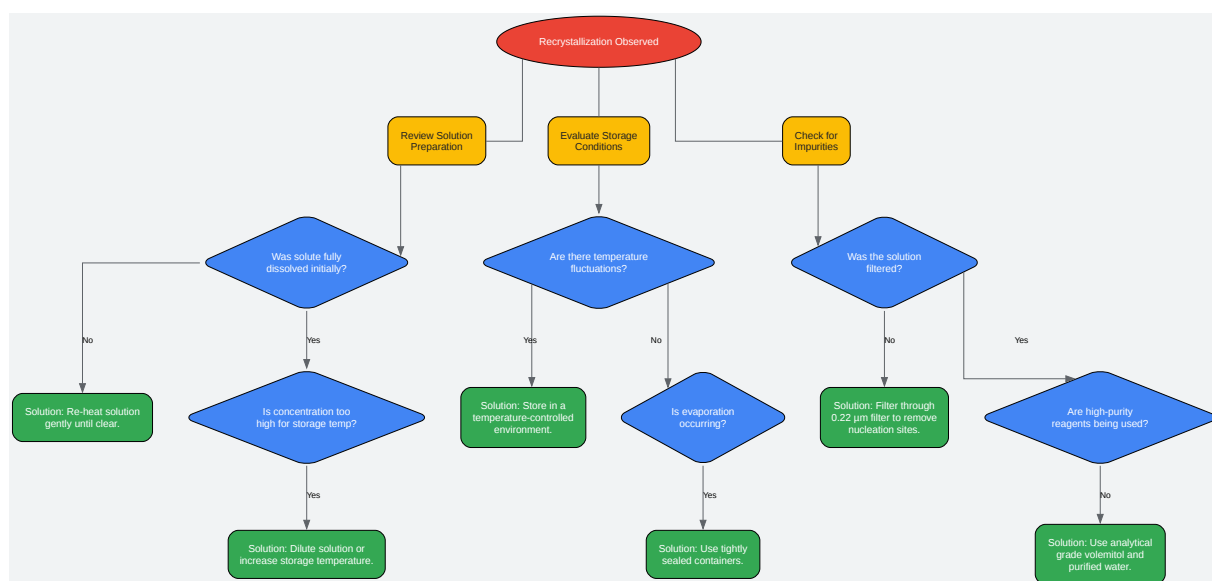 Recrystallization Observed
Review Solution
Preparation
Evaluate Storage
Conditions
Check for
Impurities
Was solute fully
dissolved initially?
Are there temperature
fluctuations?
Was the solution
filtered?
No
Yes
Yes
No
No
Yes
Solution: Re-heat solution
gently until clear.
Is concentration too
high for storage temp?
Solution: Store in a
temperature-controlled
environment.
Is evaporation
occurring?
Solution: Filter through
0.22 µm filter to remove
nucleation sites.
Are high-purity
reagents being used?
Yes
Yes
No
Solution: Dilute solution or
increase storage temperature.
Solution: Use tightly
sealed containers.
Solution: Use analytical
grade volemitol and
purified water.